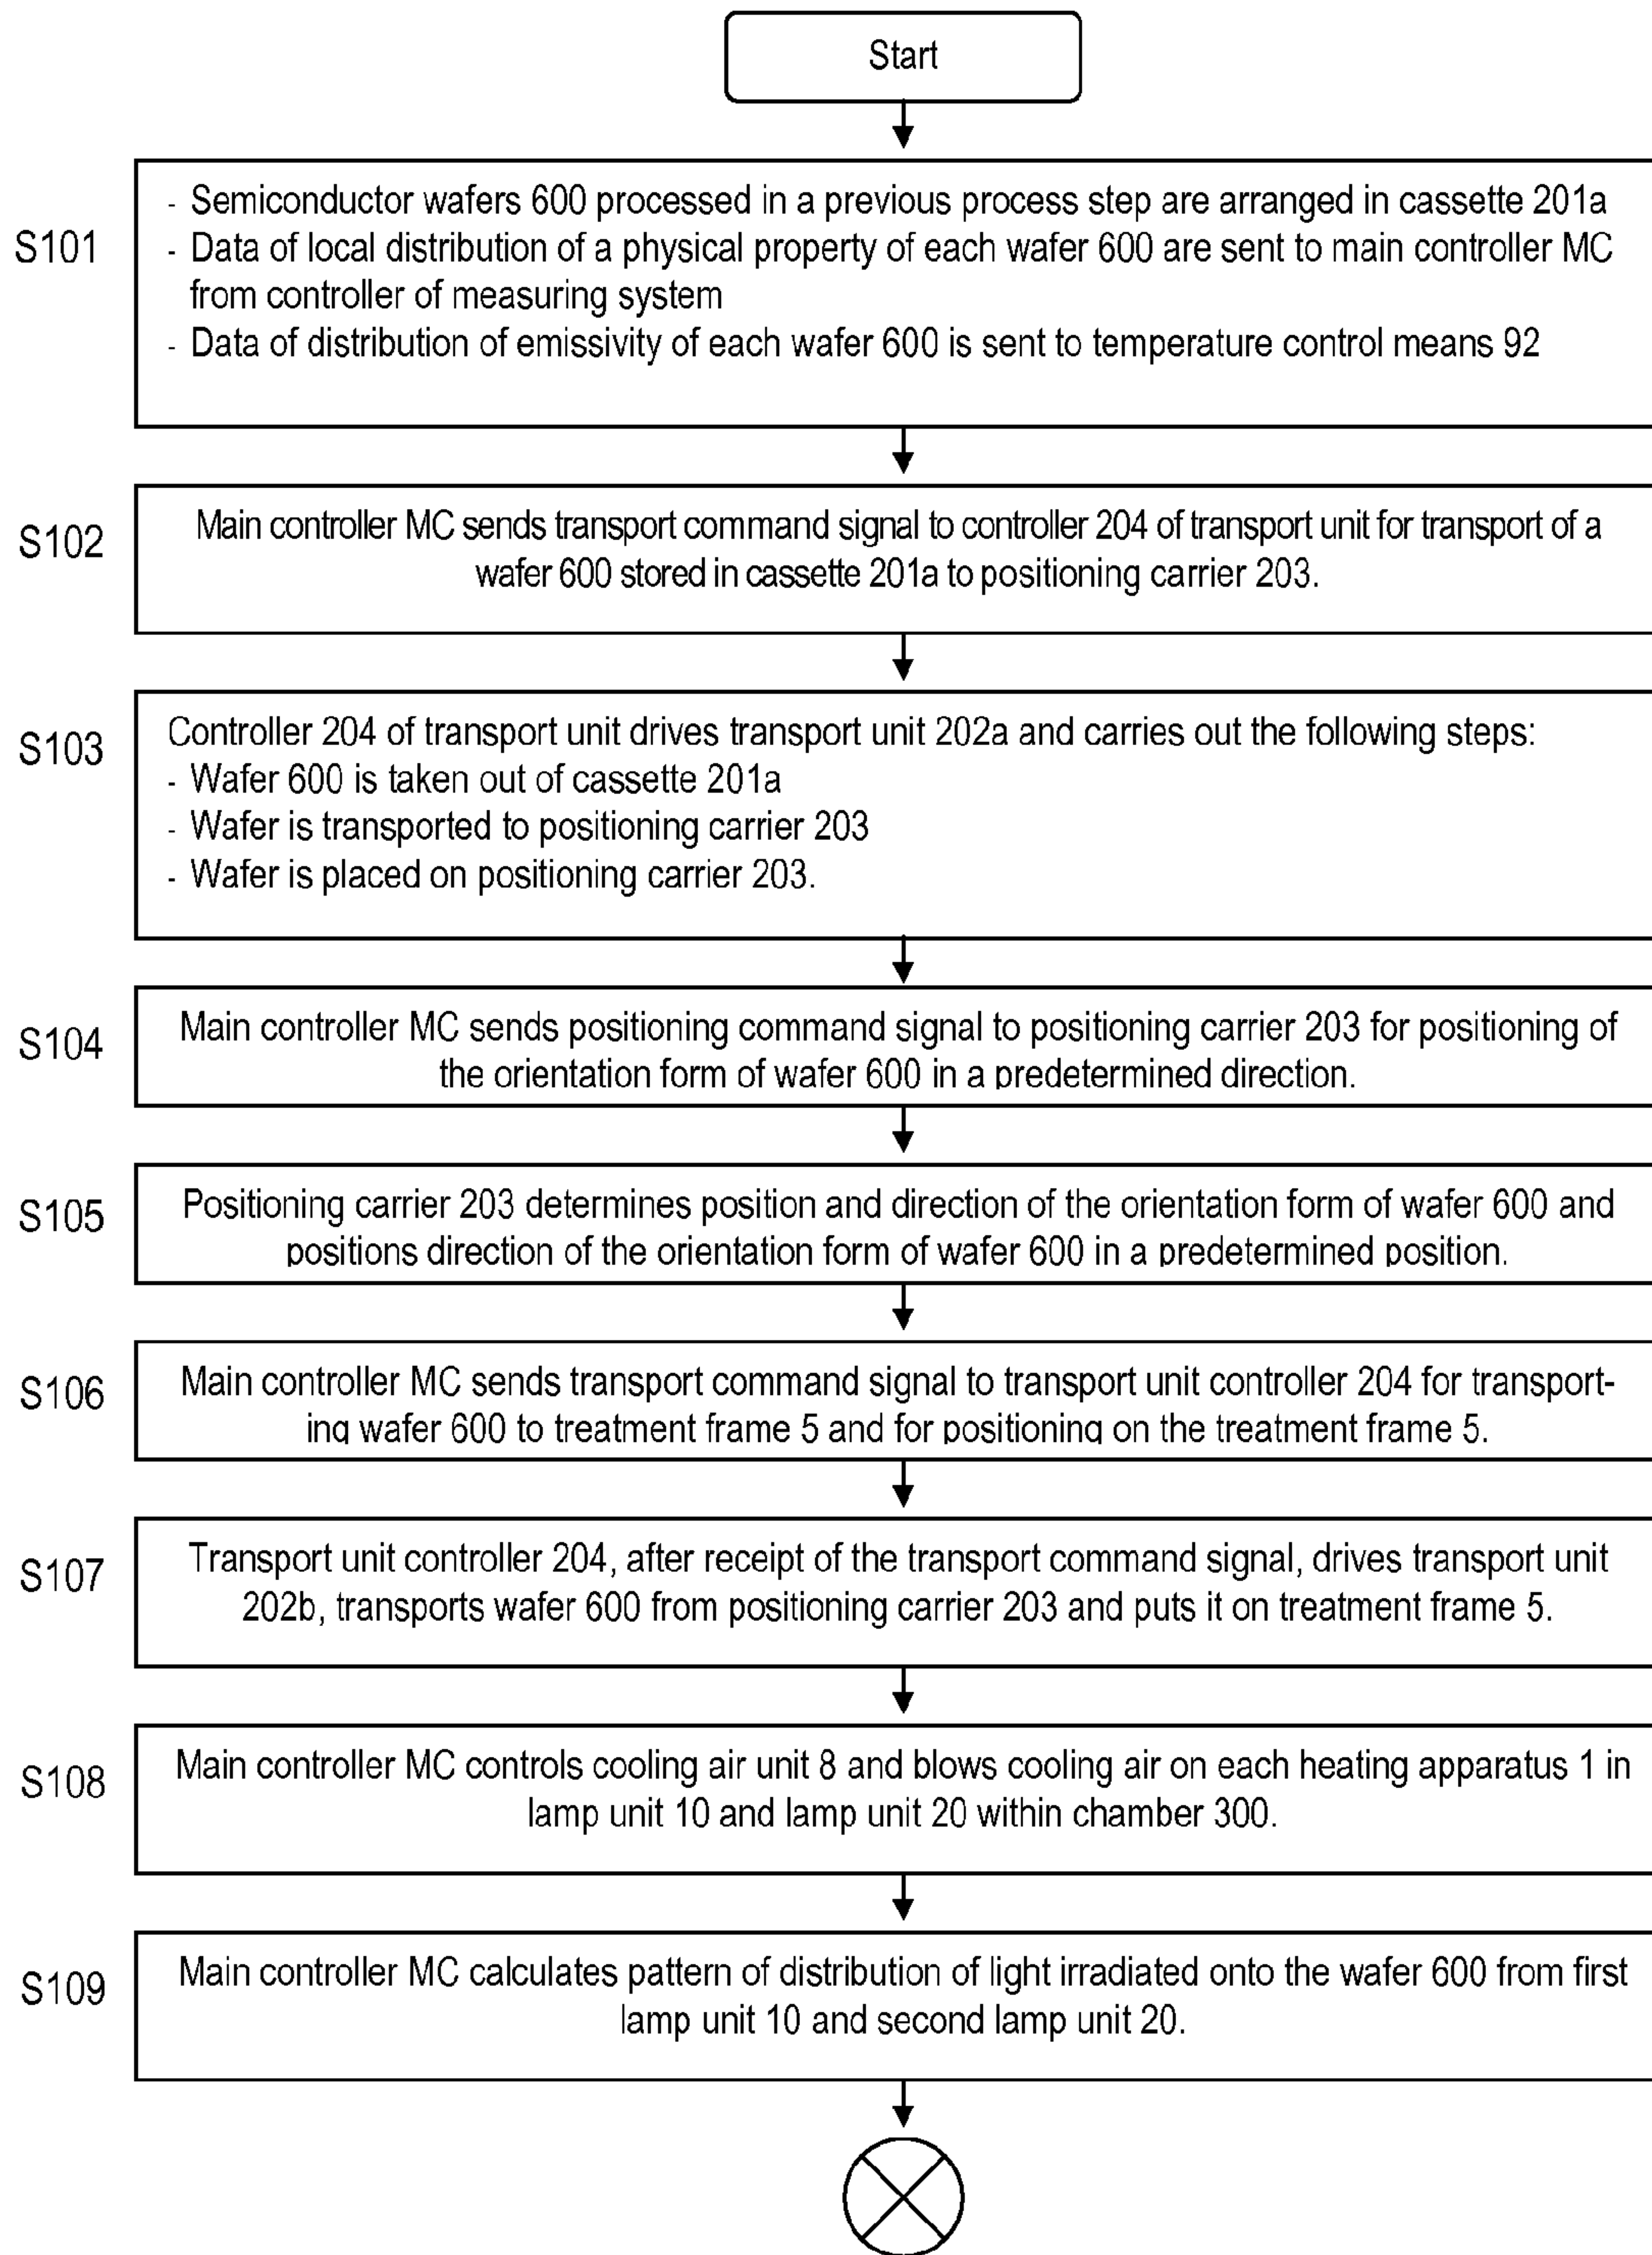 Start
S101
- Semiconductor wafers 600 processed in a previous process step are arranged in cassette 201a
- Data of local distribution of a physical property of each wafer 600 are sent to main controller MC
from controller of measuring system
- Data of distribution of emissivity of each wafer 600 is sent to temperature control means 92
S102
Main controller MC sends transport command signal to controller 204 of transport unit for transport of a
wafer 600 stored in cassette 201a to positioning carrier 203.
S103
Controller 204 of transport unit drives transport unit 202a and carries out the following steps:
- Wafer 600 is taken out of cassette 201a
- Wafer is transported to positioning carrier 203
- Wafer is placed on positioning carrier 203.
S104
Main controller MC sends positioning command signal to positioning carrier 203 for positioning of
the orientation form of wafer 600 in a predetermined direction.
S105
Positioning carrier 203 determines position and direction of the orientation form of wafer 600 and
positions direction of the orientation form of wafer 600 in a predetermined position.
S106
Main controller MC sends transport command signal to transport unit controller 204 for transport-
ing wafer 600 to treatment frame 5 and for positioning on the treatment frame 5.
S107
Transport unit controller 204, after receipt of the transport command signal, drives transport unit
202b, transports wafer 600 from positioning carrier 203 and puts it on treatment frame 5.
S108
Main controller MC controls cooling air unit 8 and blows cooling air on each heating apparatus 1 in
lamp unit 10 and lamp unit 20 within chamber 300.
S109
Main controller MC calculates pattern of distribution of light irradiated onto the wafer 600 from first
lamp unit 10 and second lamp unit 20.